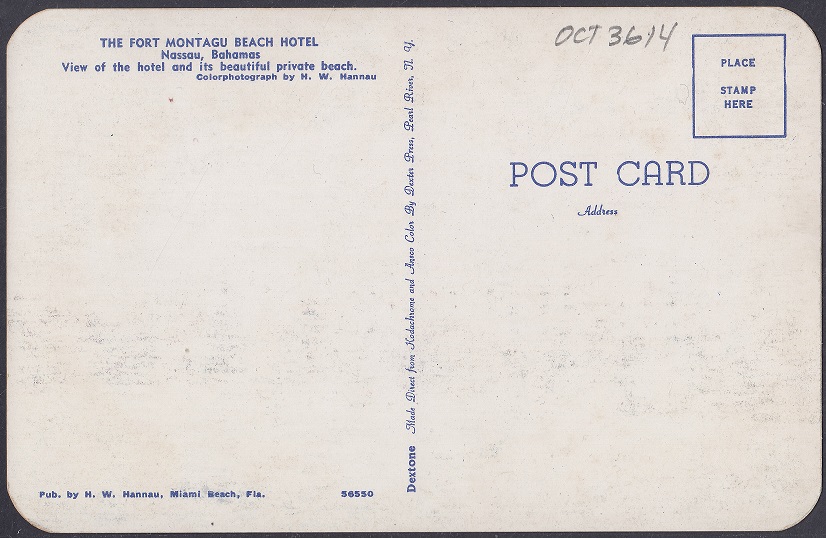 THE FORT MONTAGU BEACH HOTEL
Nassau, Bahamas
View of the hotel and its beautiful private beach.
Colorphotograph by H. W. Hannau
OCT 3614
PLACE
STAMP
HERE
POST CARD
Address
Dextone Made Direct from Kodachrome and Ansco Color By Dexter Press, Pearl River, N. Y.
Pub. by H. W. Hannau, Miami Beach, Fla. 56550